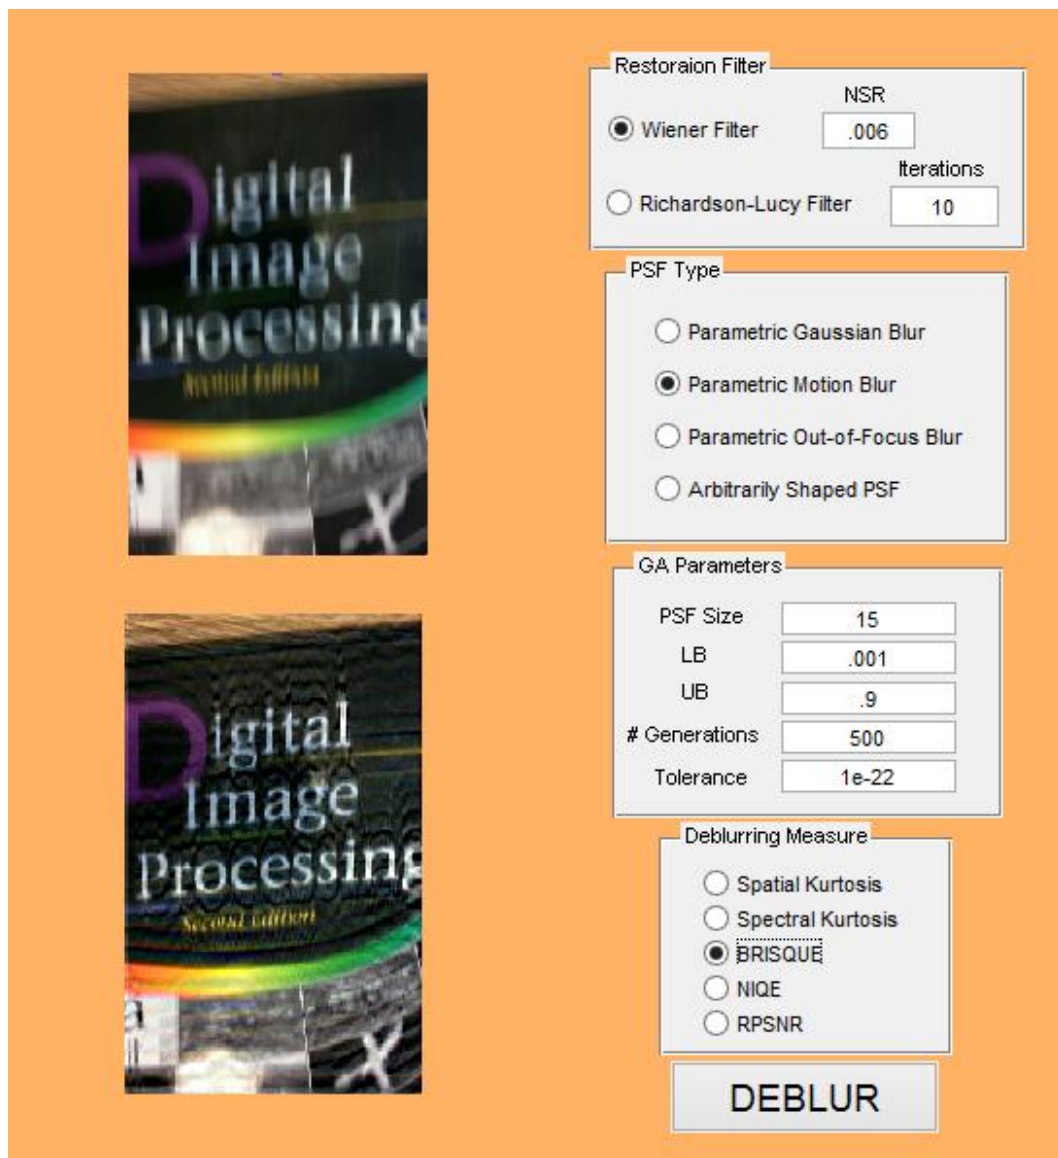 Digital
Image
Processing
Second Edition
Digital
Image
Processing
Second Edition
Restoraion Filter
NSR
Wiener Filter
.006
Iterations
Richardson-Lucy Filter
10
PSF Type
Parametric Gaussian Blur
Parametric Motion Blur
Parametric Out-of-Focus Blur
Arbitrarily Shaped PSF
GA Parameters
PSF Size
15
LB
.001
UB
.9
# Generations
500
Tolerance
1e-22
Deblurring Measure
Spatial Kurtosis
Spectral Kurtosis
BRISQUE
NIQE
RPSNR
DEBLUR